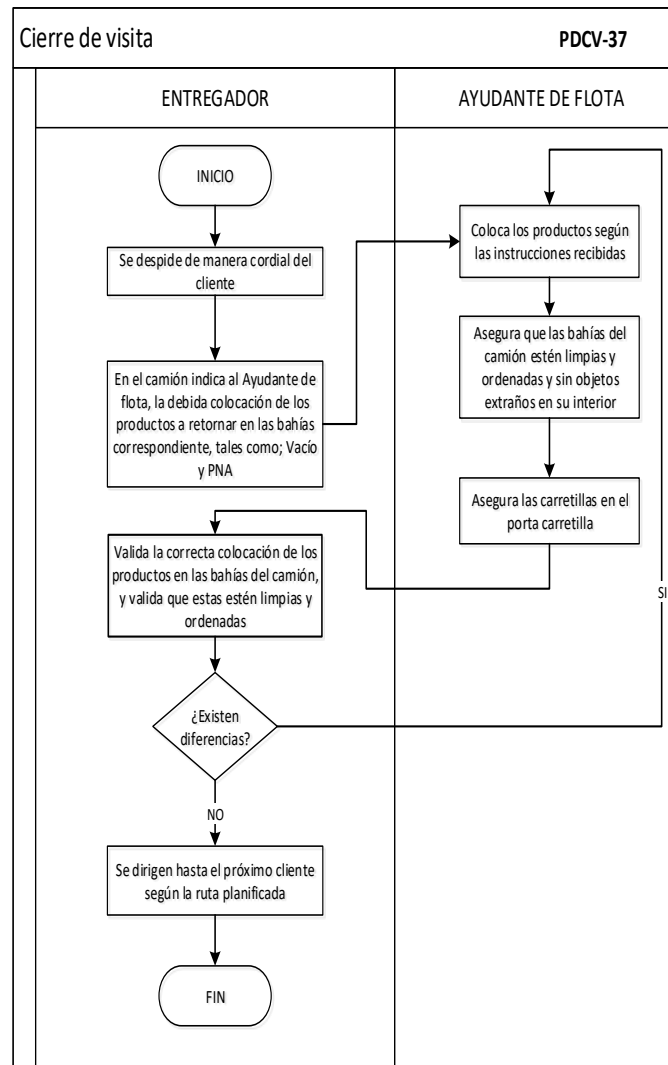 Cierre de visita
PDCV-37
ENTREGADOR
AYUDANTE DE FLOTA
INICIO
Se despide de manera cordial del
cliente
En el camión indica al Ayudante de
flota, la debida colocación de los
productos a retornar en las bahías
correspondiente, tales como; Vacío
y PNA
Coloca los productos según
las instrucciones recibidas
Asegura que las bahías del
camión estén limpias y
ordenadas y sin objetos
extraños en su interior
Asegura las carretillas en el
porta carretilla
Valida la correcta colocación de los
productos en las bahías del camión,
y valida que estas estén limpias y
ordenadas
¿Existen
diferencias?
SI
NO
Se dirigen hasta el próximo cliente
según la ruta planificada
FIN